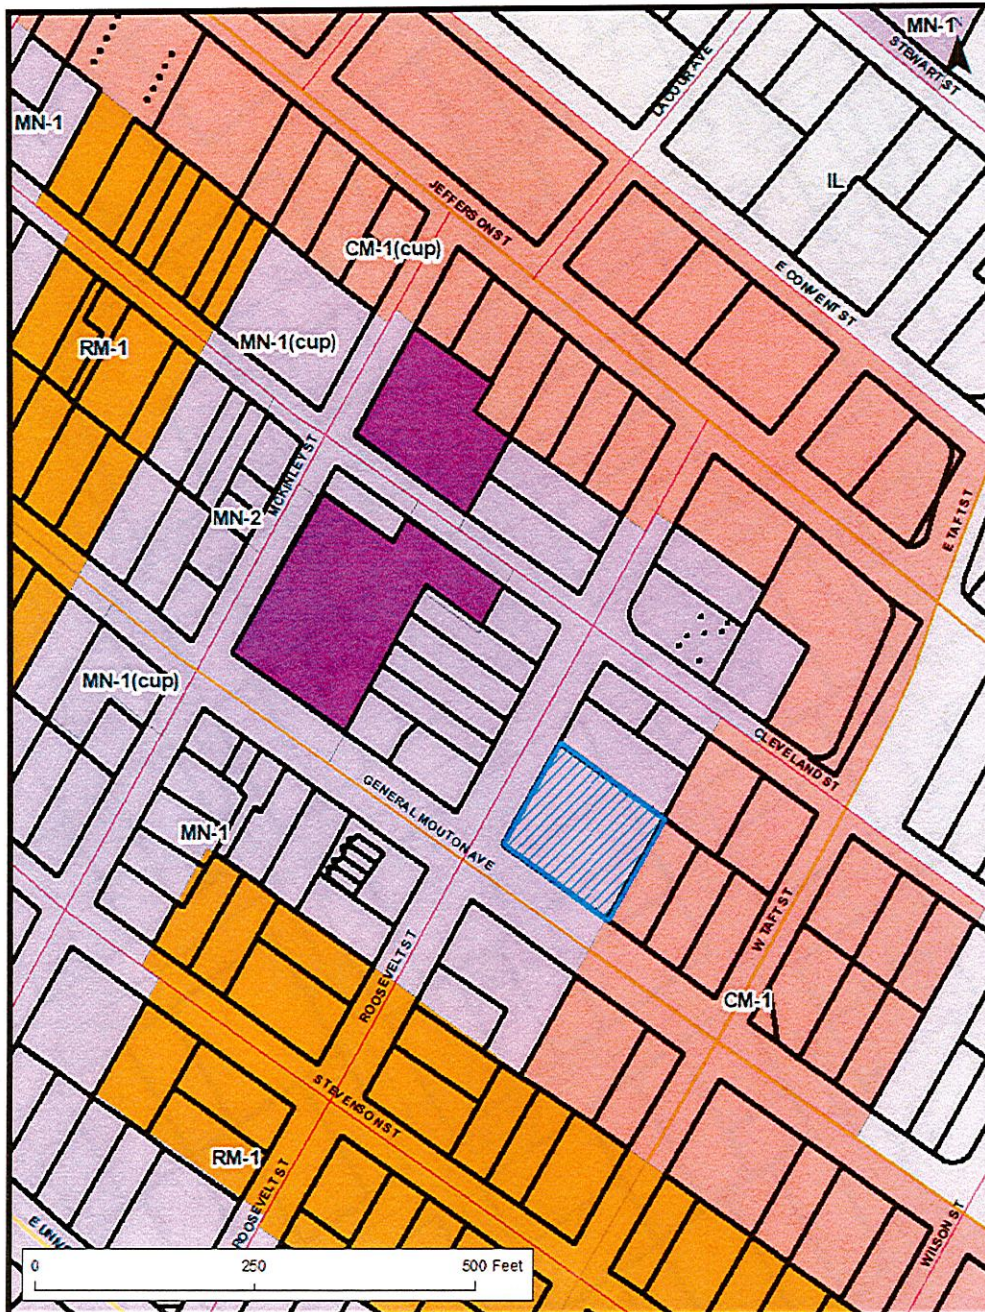 MN-1
N
STEWART ST
LACOUR AVE
MN-1
IL
JEFFERSON ST
CM-1(cup)
E CONVENT ST
MN-1(cup)
RM-1
MCKINLEY ST
MN-2
E TAFT ST
MN-1(cup)
CLEVELAND ST
GENERAL MOUTON AVE
MN-1
W TAFT ST
ROOSEVELT ST
CM-1
STEVENSON ST
RM-1
ROOSEVELT ST
WILSON ST
0 250 500 Feet